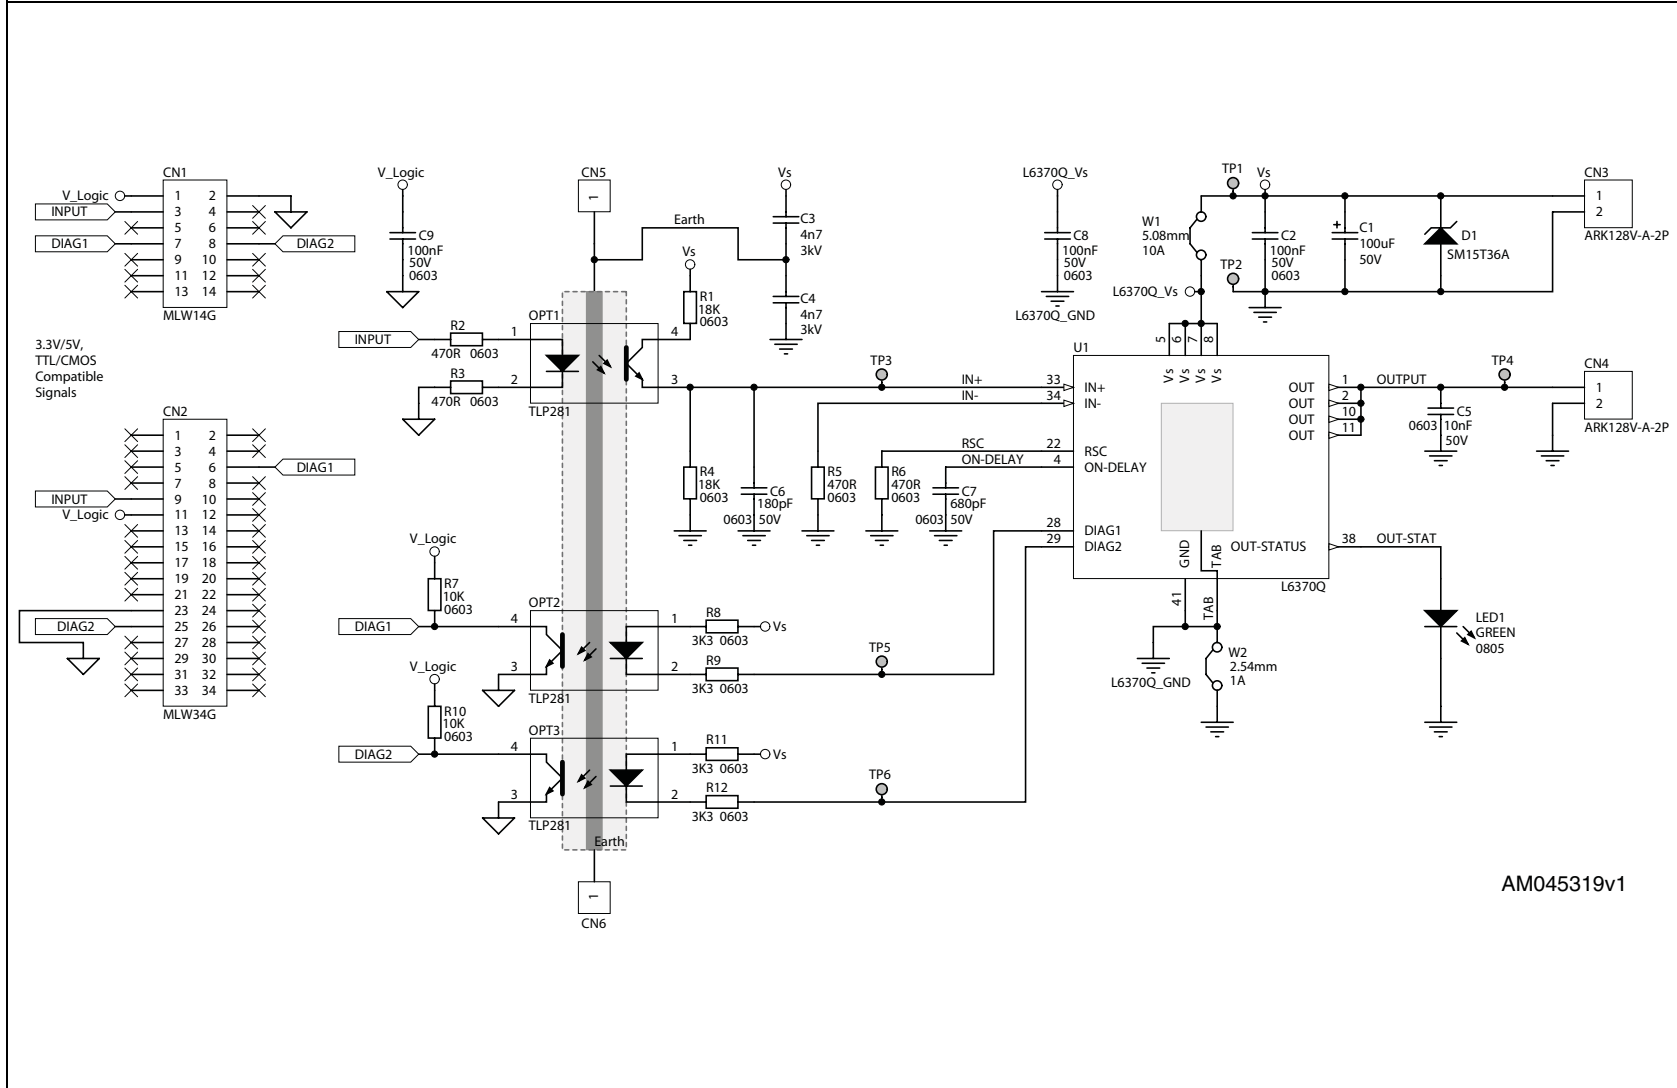 CN1
V_Logic
1 2
INPUT
3 4
5 6
DIAG1
7 8
DIAG2
9 10
11 12
13 14
MLW14G
V_Logic
C9
100nF
50V
0603
CN5
1
Earth
Vs
C3
4n7
3kV
C4
4n7
3kV
Vs
R1
18K
0603
3.3V/5V,
TTL/CMOS
Compatible
Signals
INPUT
R2
470R 0603
R3
470R 0603
OPT1
1
2
4
3
TLP281
CN2
1 2
3 4
5 6
DIAG1
7 8
INPUT
9 10
V_Logic
11 12
13 14
15 16
17 18
19 20
21 22
23 24
DIAG2
25 26
27 28
29 30
31 32
33 34
MLW34G
R4
18K
0603
C6
180pF
0603 50V
TP3
R5
470R
0603
R6
470R
0603
C7
680pF
0603 50V
IN+
IN-
RSC
ON-DELAY
L6370Q_Vs
C8
100nF
50V
0603
L6370Q_GND
W1
5.08mm
10A
TP1
Vs
TP2
L6370Q_Vs
C2
100nF
50V
0603
C1
+
100uF
50V
D1
SM15T36A
CN3
1
2
ARK128V-A-2P
U1
5 6 7 8
Vs Vs Vs Vs
33 IN+
34 IN-
22 RSC
4 ON-DELAY
28 DIAG1
29 DIAG2
OUT 1
OUT 2
OUT 10
OUT 11
OUT-STATUS 38
GND
TAB
L6370Q
41
TAB
OUTPUT
TP4
C5
0603 10nF
50V
CN4
1
2
ARK128V-A-2P
OUT-STAT
LED1
GREEN
0805
L6370Q_GND
W2
2.54mm
1A
V_Logic
R7
10K
0603
DIAG1
OPT2
4
3
1
2
TLP281
R8
3K3 0603
Vs
R9
3K3 0603
TP5
V_Logic
R10
10K
0603
DIAG2
OPT3
4
3
1
2
TLP281
R11
3K3 0603
Vs
R12
3K3 0603
TP6
Earth
1
CN6
AM045319v1